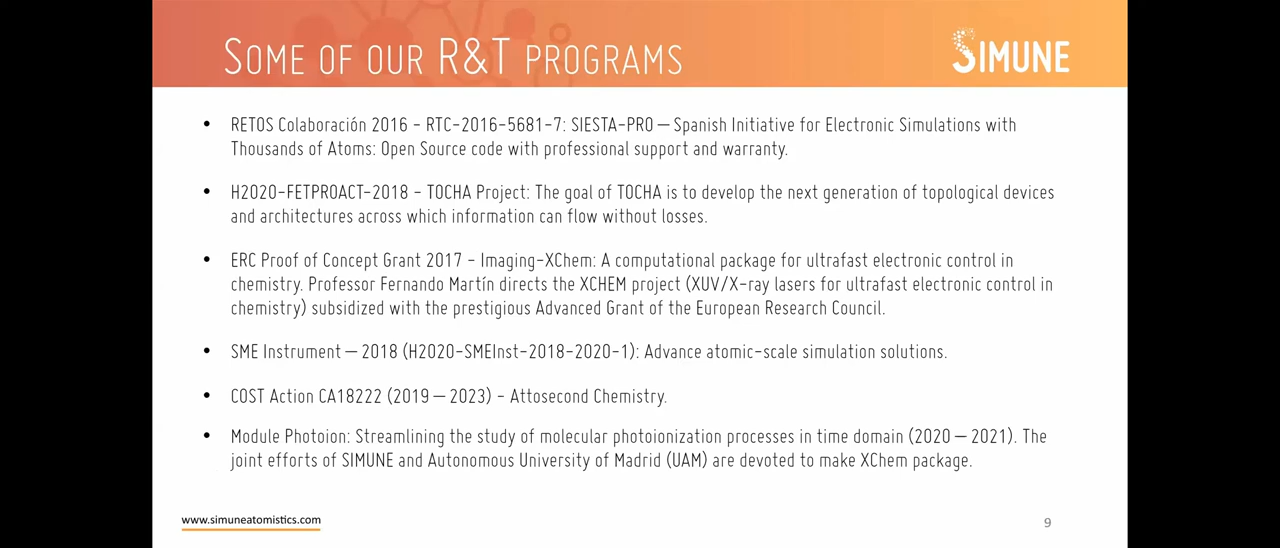 SOME OF OUR R&T PROGRAMS
SIMUNE
• RETOS Colaboración 2016 - RTC-2016-5681-7: SIESTA-PRO – Spanish Initiative for Electronic Simulations with
Thousands of Atoms: Open Source code with professional support and warranty.
• H2020-FETPROACT-2018 - TOCHA Project: The goal of TOCHA is to develop the next generation of topological devices
and architectures across which information can flow without losses.
• ERC Proof of Concept Grant 2017 - Imaging-XChem: A computational package for ultrafast electronic control in
chemistry. Professor Fernando Martín directs the XCHEM project (XUV/X-ray lasers for ultrafast electronic control in
chemistry) subsidized with the prestigious Advanced Grant of the European Research Council.
• SME Instrument – 2018 (H2020-SMEInst-2018-2020-1): Advance atomic-scale simulation solutions.
• COST Action CA18222 (2019 – 2023) - Attosecond Chemistry.
• Module Photoion: Streamlining the study of molecular photoionization processes in time domain (2020 – 2021). The
joint efforts of SIMUNE and Autonomous University of Madrid (UAM) are devoted to make XChem package.
www.simuneatomistics.com
9